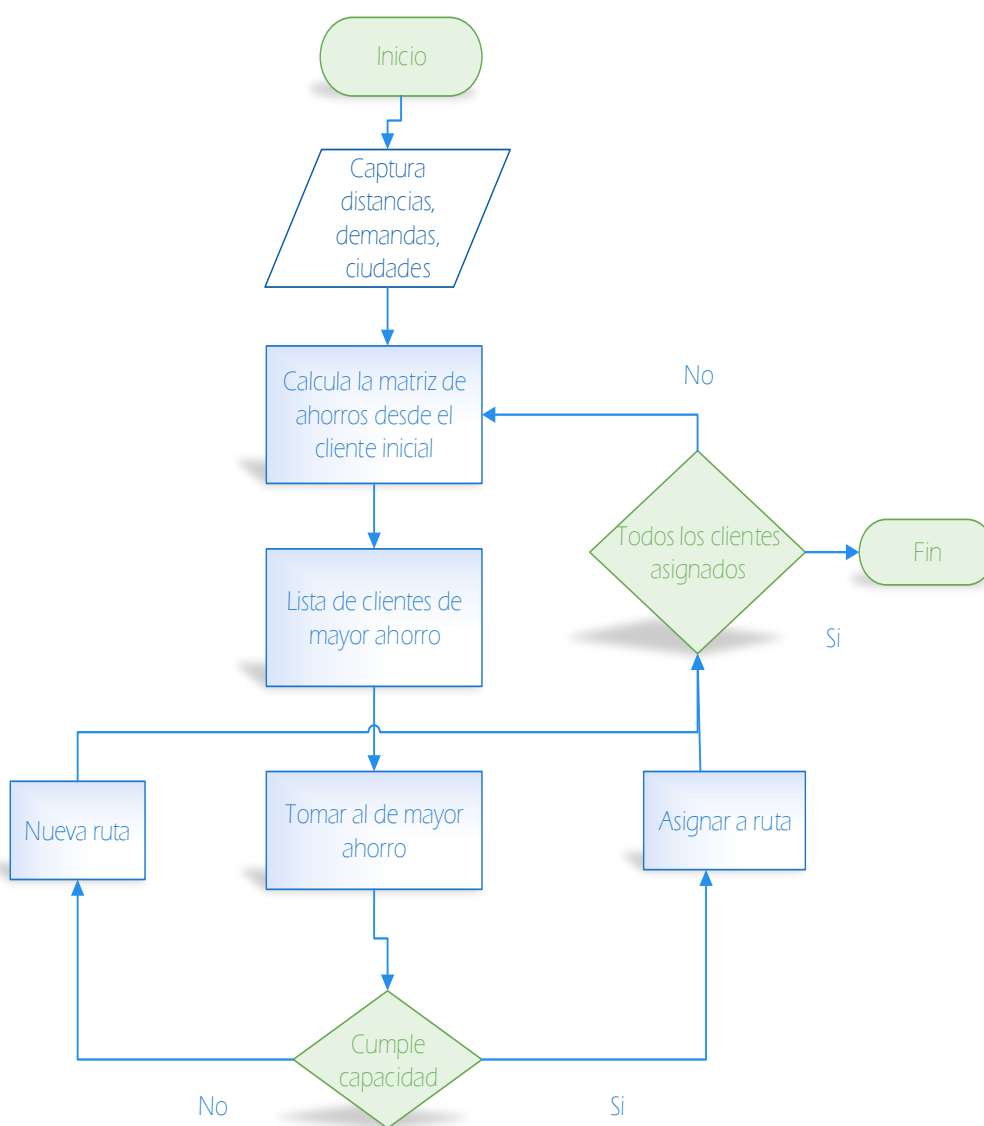 Inicio
Captura
distancias,
demandas,
ciudades
Calcula la matriz de
ahorros desde el
cliente inicial
No
Todos los clientes
asignados
Fin
Si
Lista de clientes de
mayor ahorro
Nueva ruta
Tomar al de mayor
ahorro
Asignar a ruta
Cumple
capacidad
No
Si